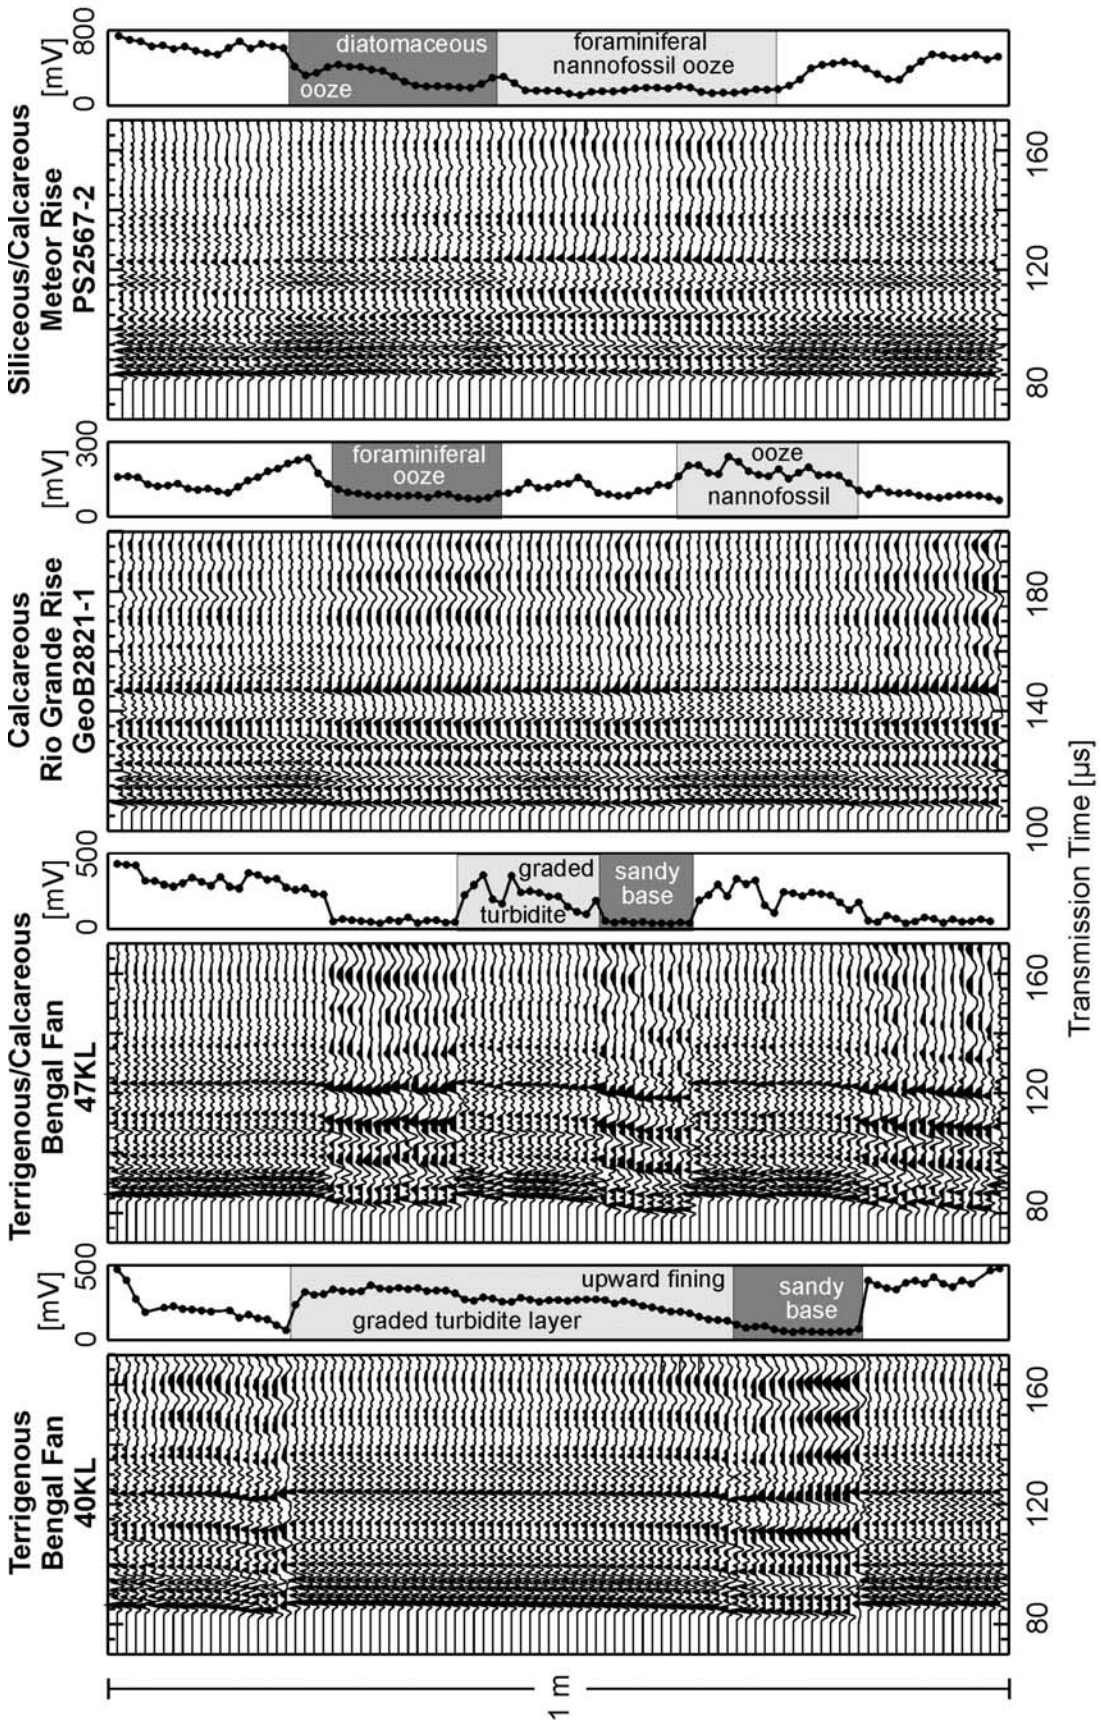 Siliceous/Calcareous
Meteor Rise
PS2567-2
[mV]
0
800
diatomaceous
ooze
foraminiferal
nannofossil ooze
80
120
160
Calcareous
Rio Grande Rise
GeoB2821-1
[mV]
0
300
foraminiferal
ooze
ooze
nannofossil
100
140
180
Terrigenous/Calcareous
Bengal Fan
47KL
[mV]
0
500
graded
turbidite
sandy
base
80
120
160
Terrigenous
Bengal Fan
40KL
[mV]
0
500
upward fining
graded turbidite layer
sandy
base
80
120
160
Transmission Time [µs]
1 m